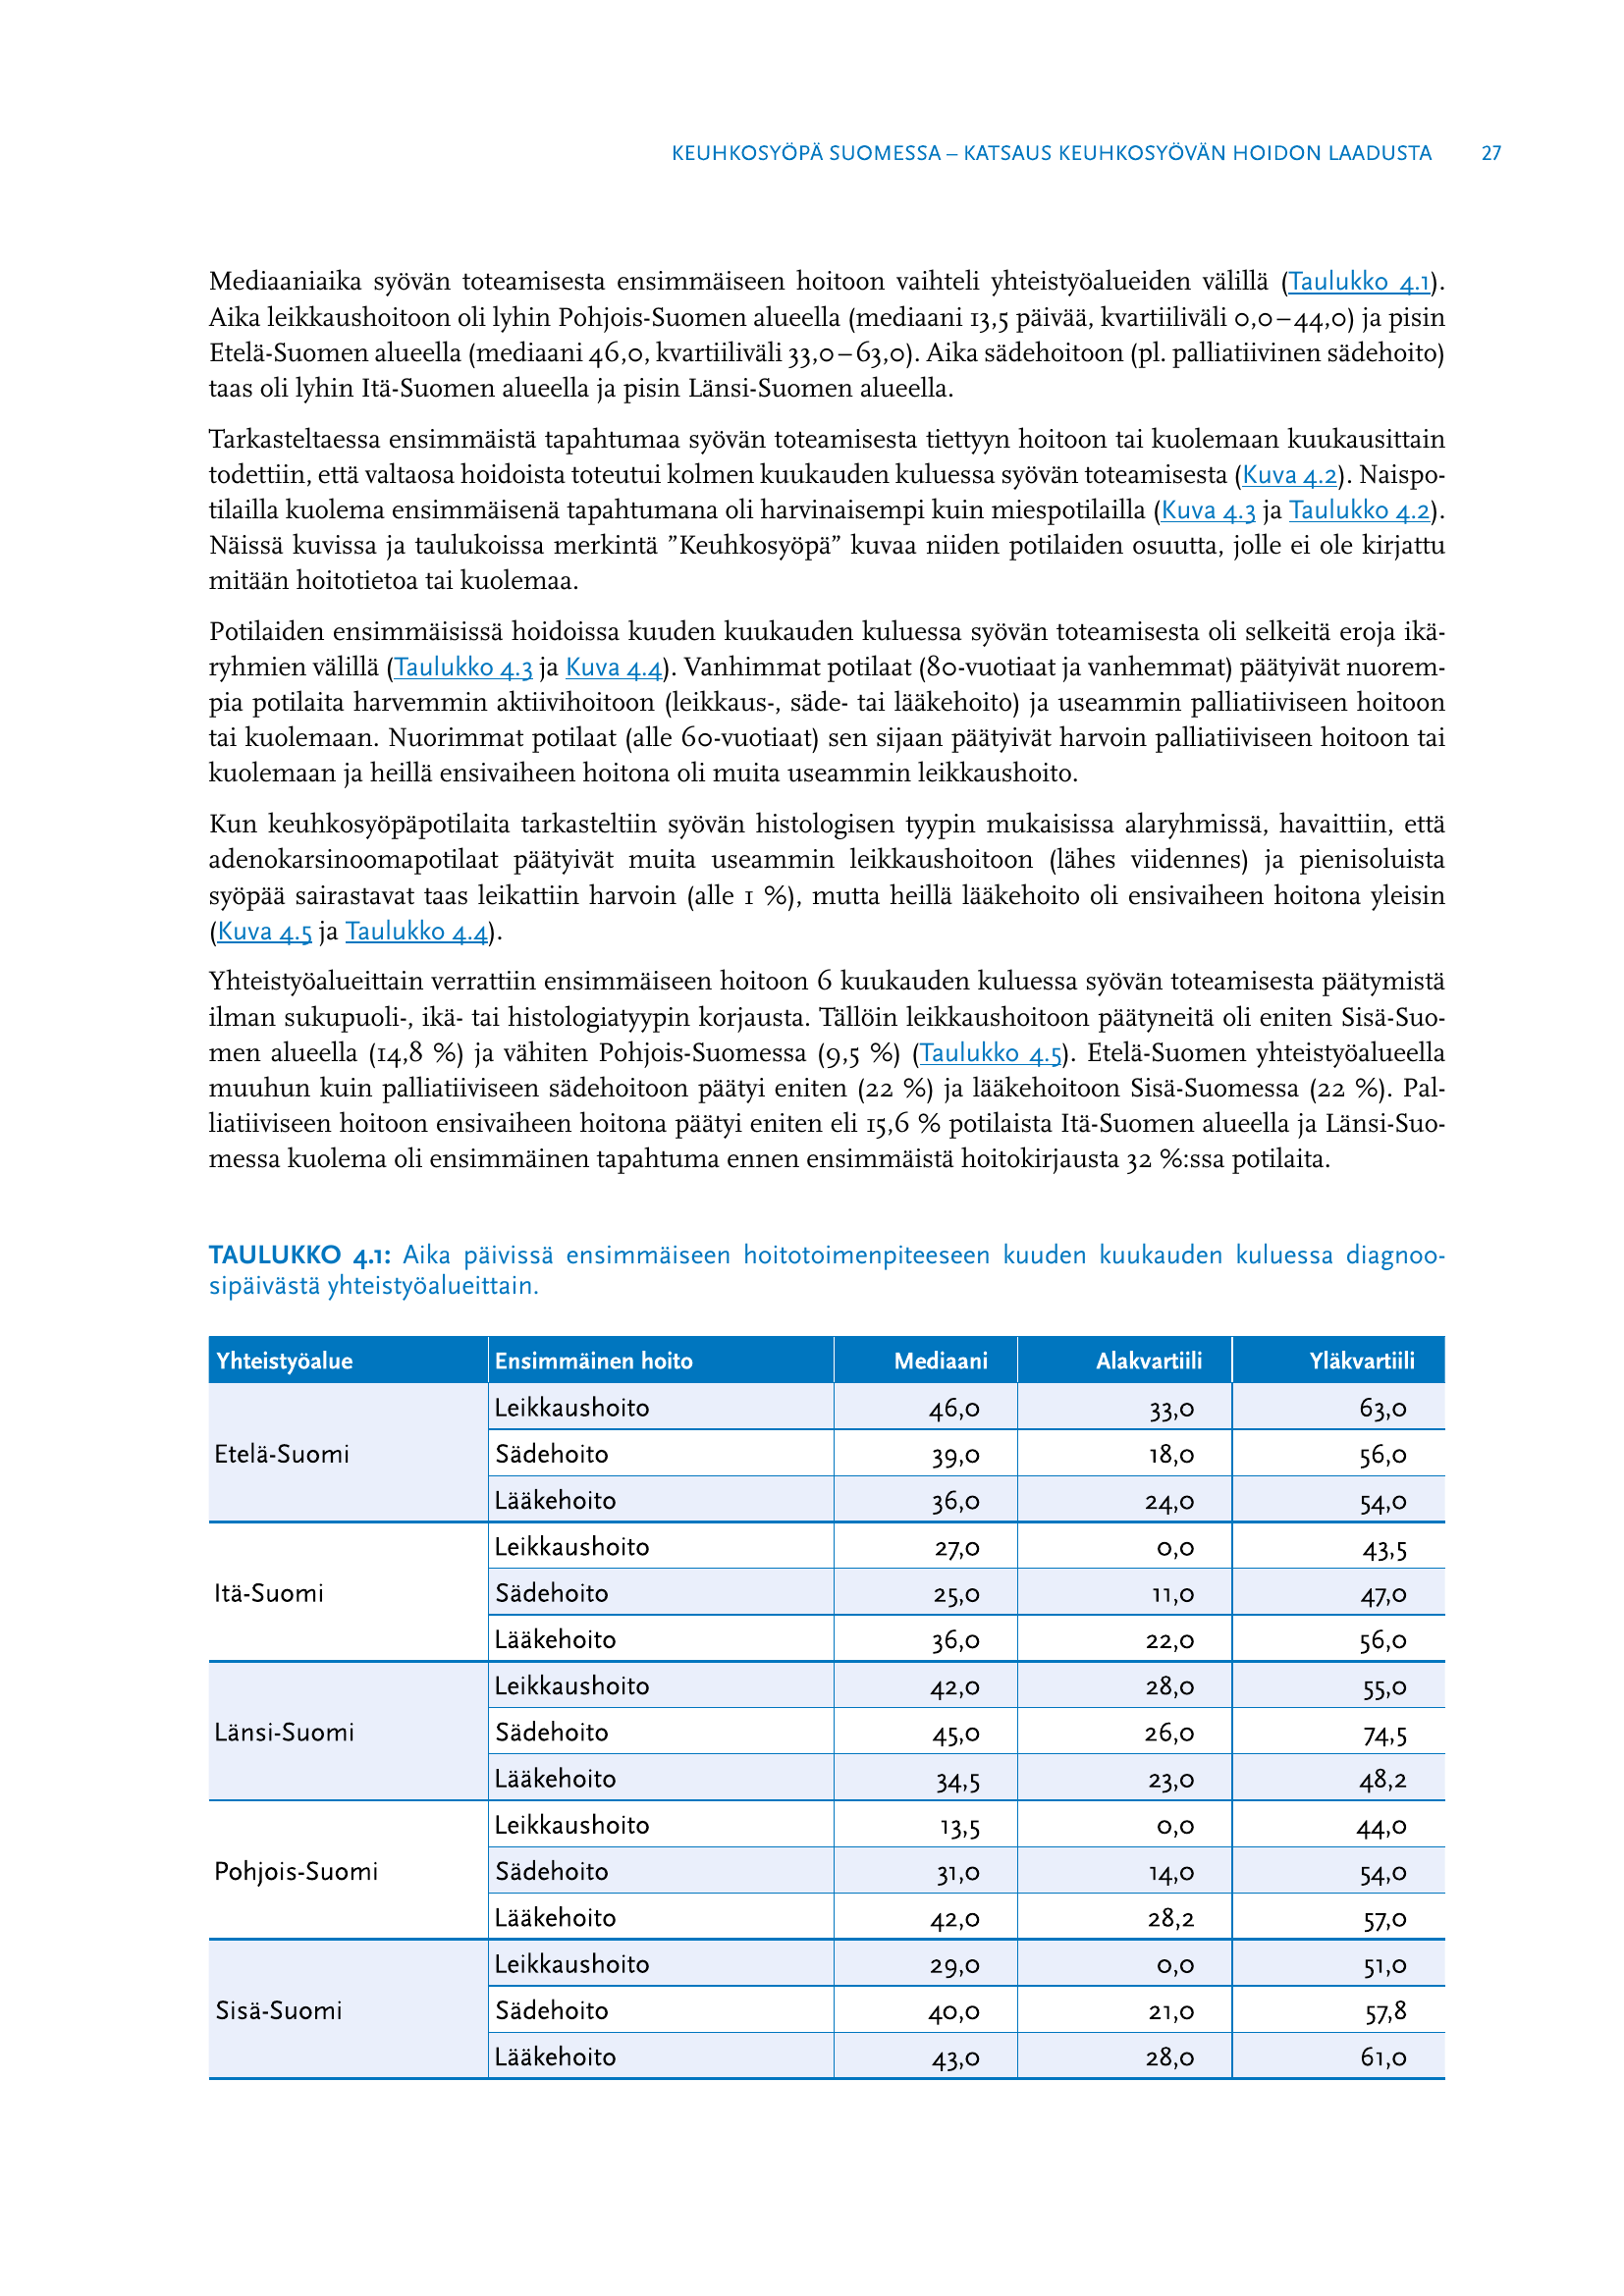 KEUHKOSYÖPÄ SUOMESSA – KATSAUS KEUHKOSYÖVÄN HOIDON LAADUSTA 27
Mediaaniaika syövän toteamisesta ensimmäiseen hoitoon vaihteli yhteistyöalueiden välillä (Taulukko 4.1).
Aika leikkaushoitoon oli lyhin Pohjois-Suomen alueella (mediaani 13,5 päivää, kvartiiliväli 0,0–44,0) ja pisin
Etelä-Suomen alueella (mediaani 46,0, kvartiiliväli 33,0–63,0). Aika sädehoitoon (pl. palliatiivinen sädehoito)
taas oli lyhin Itä-Suomen alueella ja pisin Länsi-Suomen alueella.
Tarkasteltaessa ensimmäistä tapahtumaa syövän toteamisesta tiettyyn hoitoon tai kuolemaan kuukausittain
todettiin, että valtaosa hoidoista toteutui kolmen kuukauden kuluessa syövän toteamisesta (Kuva 4.2). Naispo-
tilailla kuolema ensimmäisenä tapahtumana oli harvinaisempi kuin miespotilailla (Kuva 4.3 ja Taulukko 4.2).
Näissä kuvissa ja taulukoissa merkintä ”Keuhkosyöpä” kuvaa niiden potilaiden osuutta, jolle ei ole kirjattu
mitään hoitotietoa tai kuolemaa.
Potilaiden ensimmäisissä hoidoissa kuuden kuukauden kuluessa syövän toteamisesta oli selkeitä eroja ikä-
ryhmien välillä (Taulukko 4.3 ja Kuva 4.4). Vanhimmat potilaat (80-vuotiaat ja vanhemmat) päätyivät nuorem-
pia potilaita harvemmin aktiivihoitoon (leikkaus-, säde- tai lääkehoito) ja useammin palliatiiviseen hoitoon
tai kuolemaan. Nuorimmat potilaat (alle 60-vuotiaat) sen sijaan päätyivät harvoin palliatiiviseen hoitoon tai
kuolemaan ja heillä ensivaiheen hoitona oli muita useammin leikkaushoito.
Kun keuhkosyöpäpotilaita tarkasteltiin syövän histologisen tyypin mukaisissa alaryhmissä, havaittiin, että
adenokarsinoomapotilaat päätyivät muita useammin leikkaushoitoon (lähes viidennes) ja pienisoluista
syöpää sairastavat taas leikattiin harvoin (alle 1 %), mutta heillä lääkehoito oli ensivaiheen hoitona yleisin
(Kuva 4.5 ja Taulukko 4.4).
Yhteistyöalueittain verrattiin ensimmäiseen hoitoon 6 kuukauden kuluessa syövän toteamisesta päätymistä
ilman sukupuoli-, ikä- tai histologiatyypin korjausta. Tällöin leikkaushoitoon päätyneitä oli eniten Sisä-Suo-
men alueella (14,8 %) ja vähiten Pohjois-Suomessa (9,5 %) (Taulukko 4.5). Etelä-Suomen yhteistyöalueella
muuhun kuin palliatiiviseen sädehoitoon päätyi eniten (22 %) ja lääkehoitoon Sisä-Suomessa (22 %). Pal-
liatiiviseen hoitoon ensivaiheen hoitona päätyi eniten eli 15,6 % potilaista Itä-Suomen alueella ja Länsi-Suo-
messa kuolema oli ensimmäinen tapahtuma ennen ensimmäistä hoitokirjausta 32 %:ssa potilaita.
TAULUKKO 4.1: Aika päivissä ensimmäiseen hoitotoimenpiteeseen kuuden kuukauden kuluessa diagnoo-
sipäivästä yhteistyöalueittain.
Yhteistyöalue Ensimmäinen hoito Mediaani Alakvartiili Yläkvartiili
Leikkaushoito 46,0 33,0 63,0
Etelä-Suomi Sädehoito 39,0 18,0 56,0
Lääkehoito 36,0 24,0 54,0
Leikkaushoito 27,0 0,0 43,5
Itä-Suomi Sädehoito 25,0 11,0 47,0
Lääkehoito 36,0 22,0 56,0
Leikkaushoito 42,0 28,0 55,0
Länsi-Suomi Sädehoito 45,0 26,0 74,5
Lääkehoito 34,5 23,0 48,2
Leikkaushoito 13,5 0,0 44,0
Pohjois-Suomi Sädehoito 31,0 14,0 54,0
Lääkehoito 42,0 28,2 57,0
Leikkaushoito 29,0 0,0 51,0
Sisä-Suomi Sädehoito 40,0 21,0 57,8
Lääkehoito 43,0 28,0 61,0